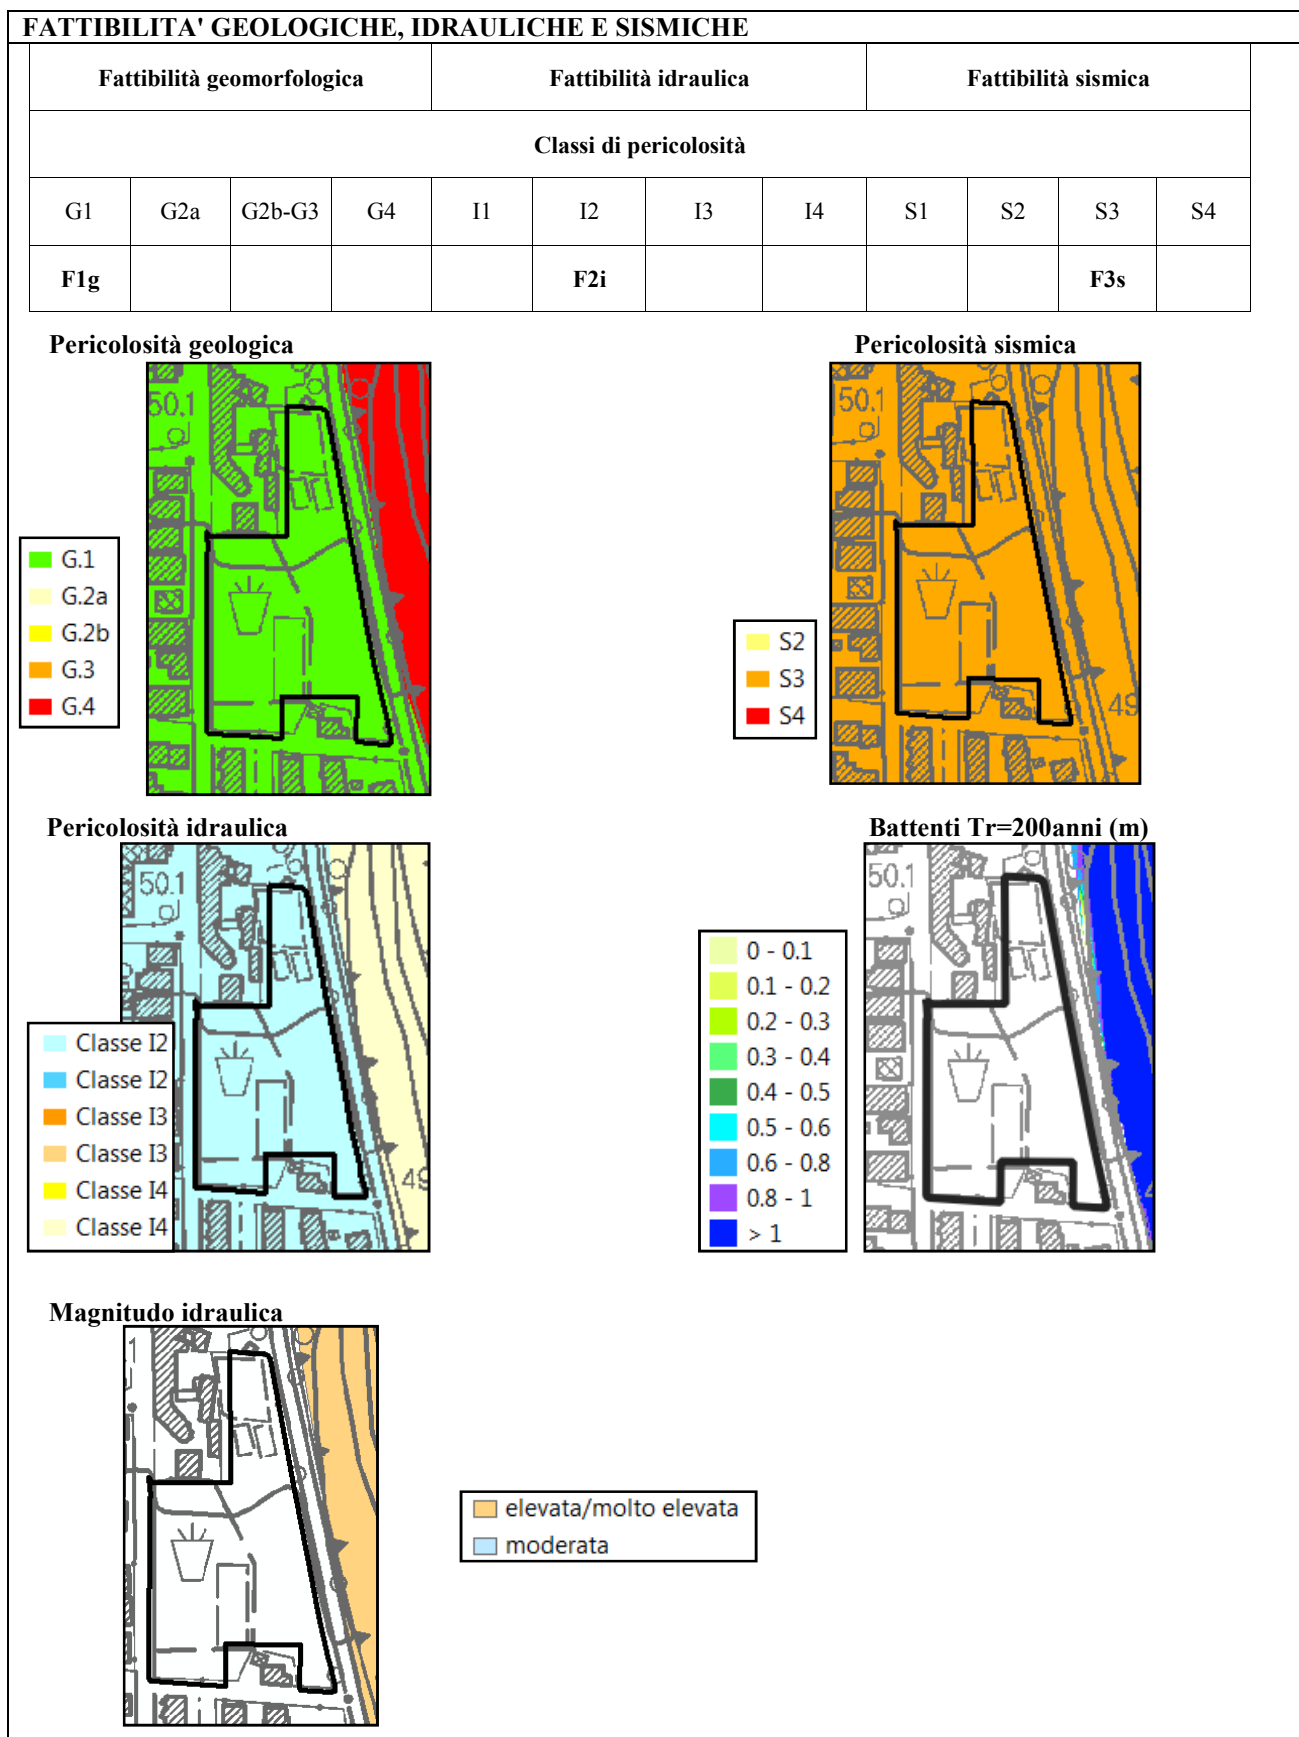 FATTIBILITA' GEOLOGICHE, IDRAULICHE E SISMICHE
Fattibilità geomorfologica Fattibilità idraulica Fattibilità sismica
Classi di pericolosità
G1 G2a G2b-G3 G4 I1 I2 I3 I4 S1 S2 S3 S4
F1g F2i F3s
Pericolosità geologica
50.1
G.1
G.2a
G.2b
G.3
G.4
Pericolosità sismica
50.1
49
S2
S3
S4
Pericolosità idraulica
50.1
49
Classe I2
Classe I2
Classe I3
Classe I3
Classe I4
Classe I4
Battenti Tr=200anni (m)
50.1
0 - 0.1
0.1 - 0.2
0.2 - 0.3
0.3 - 0.4
0.4 - 0.5
0.5 - 0.6
0.6 - 0.8
0.8 - 1
> 1
Magnitudo idraulica
1
elevata/molto elevata
moderata